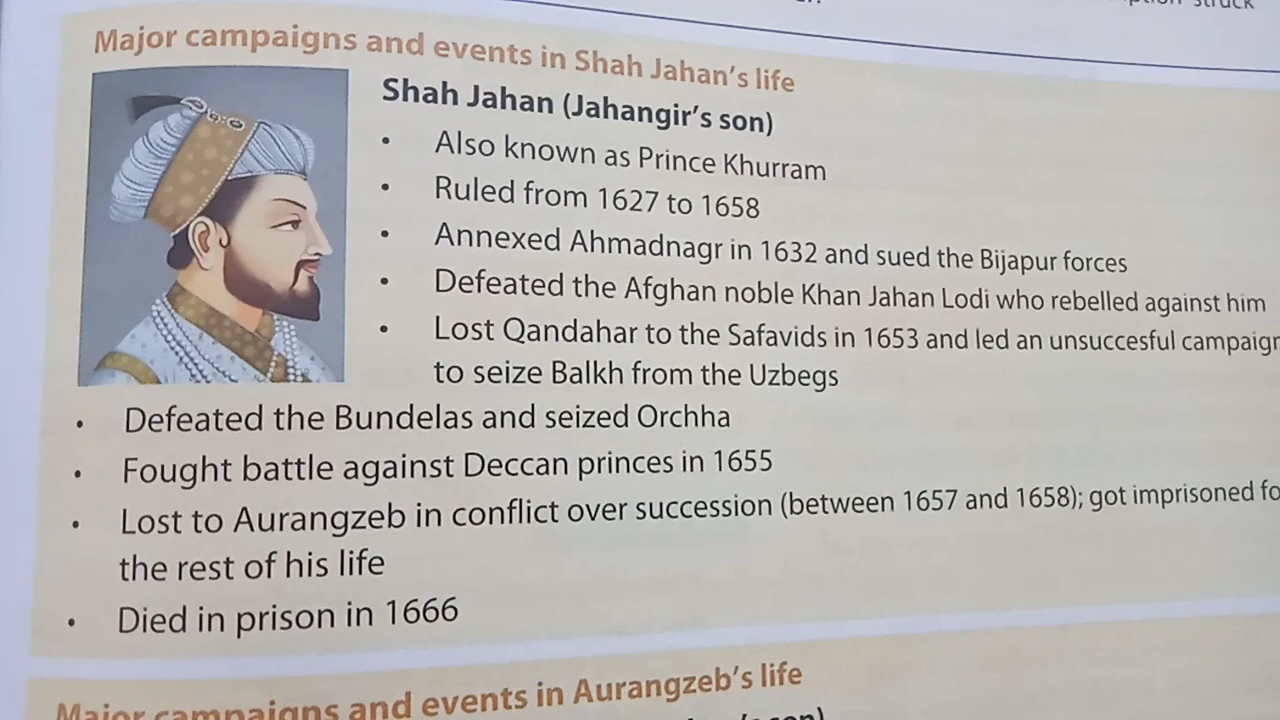 struck
Major campaigns and events in Shah Jahan's life
Shah Jahan (Jahangir's son)
• Also known as Prince Khurram
• Ruled from 1627 to 1658
• Annexed Ahmadnagr in 1632 and sued the Bijapur forces
• Defeated the Afghan noble Khan Jahan Lodi who rebelled against him
• Lost Qandahar to the Safavids in 1653 and led an unsuccesful campaign
to seize Balkh from the Uzbegs
• Defeated the Bundelas and seized Orchha
• Fought battle against Deccan princes in 1655
• Lost to Aurangzeb in conflict over succession (between 1657 and 1658); got imprisoned fo
the rest of his life
• Died in prison in 1666
Major campaigns and events in Aurangzeb's life